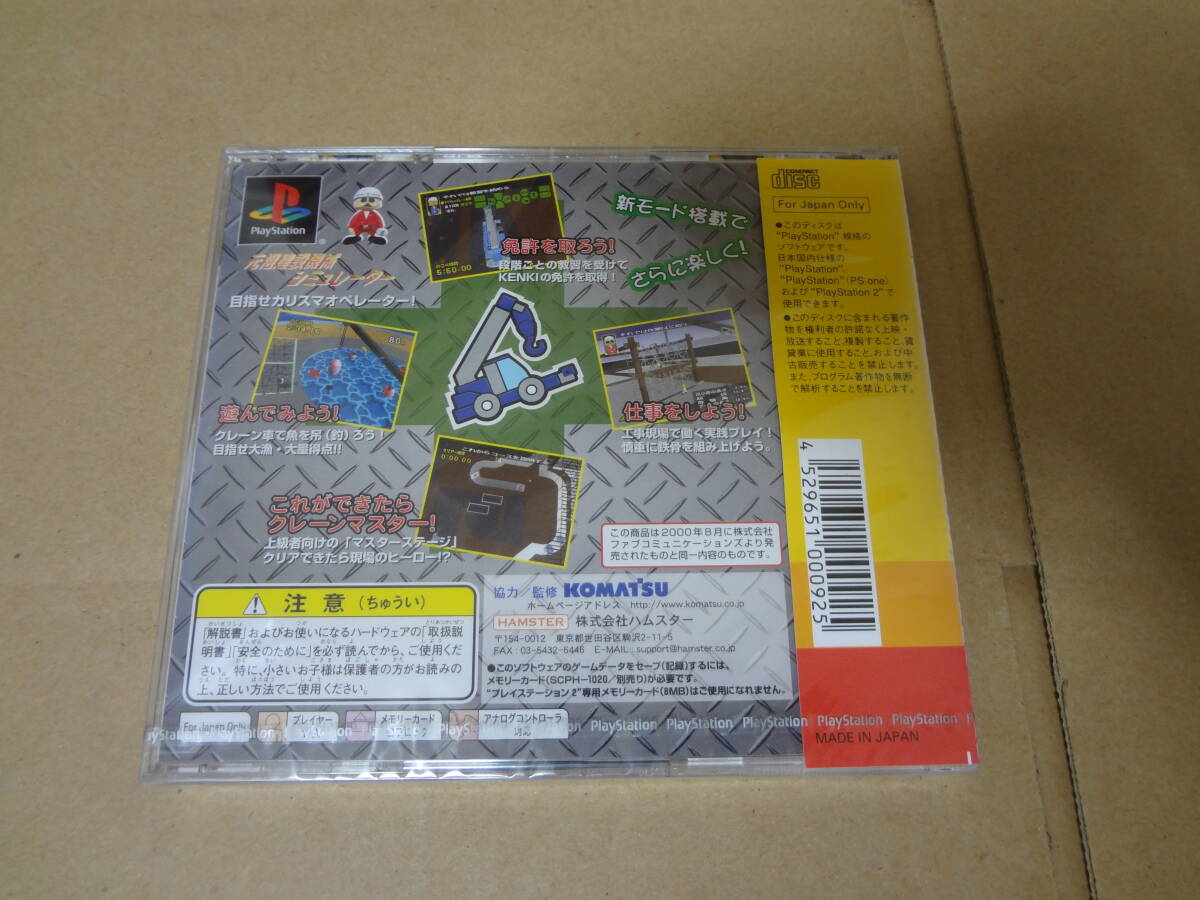 PlayStation
シミュレーター
目指せカリスマオペレーター!
5:50:00
免許を取ろう!
段階ごとの教習を受けて
KENKIの免許を取得!
新モード搭載で
さらに楽しつ!
80
遊んでみよう!
クレーン車で魚を吊(釣)ろう!
目指せ大漁・大量得点!!
仕事をしよう!
工事現場で働く実践プレイ!
慎重に鉄骨を組み上げよう。
0:00:00
これができたら
クレーンマスター!
上級者向けの「マスターステージ」
クリアできたら現場のヒーロー!?
この商品は2000年8月に株式会社
ファブコミュニケーションズより発
売されたものと同一内容のものです。
注意(ちゅうい)
「解説書」およびお使いになるハードウェアの「取扱説
明書」「安全のために」を必ず読んでから、ご使用くだ
さい。特に、小さいお子様は保護者の方がお読みの
上、正しい方法でご使用ください。
協力 監修 KOMATSU
ホームページアドレス http://www.komatsu.co.jp
HAMSTER 株式会社ハムスター
〒154-0012 東京都世田谷区駒沢2-11-5
FAX:03-5432-6446 E-MAIL:support@hamster.co.jp
●このソフトウェアのゲームデータをセーブ(記録)するには、
メモリーカード(SCPH-1020/別売り)が必要です。
"プレイステーション 2"専用メモリーカード(8MB)はご使用になれません。
For Japan Only
プレイヤー
メモリーカード
アナログコントローラ
対応
PlayStation PlayStation PlayStation PlayStation PlayStation
COMPACT
disc
For Japan Only
●このディスクは
"PlayStation" 規格の
ソフトウェアです。
日本国内仕様の
"PlayStation",
"PlayStation"(PS one)
および"PlayStation 2"で
使用できます。
●このディスクに含まれる著作
物を権利者の許諾なく上映・
放送すること、複製すること、賃
貸業に使用すること、および中
古販売することを禁止します。
また、プログラム著作物を無断
で解析することを禁止します。
4 529651 000925
MADE IN JAPAN